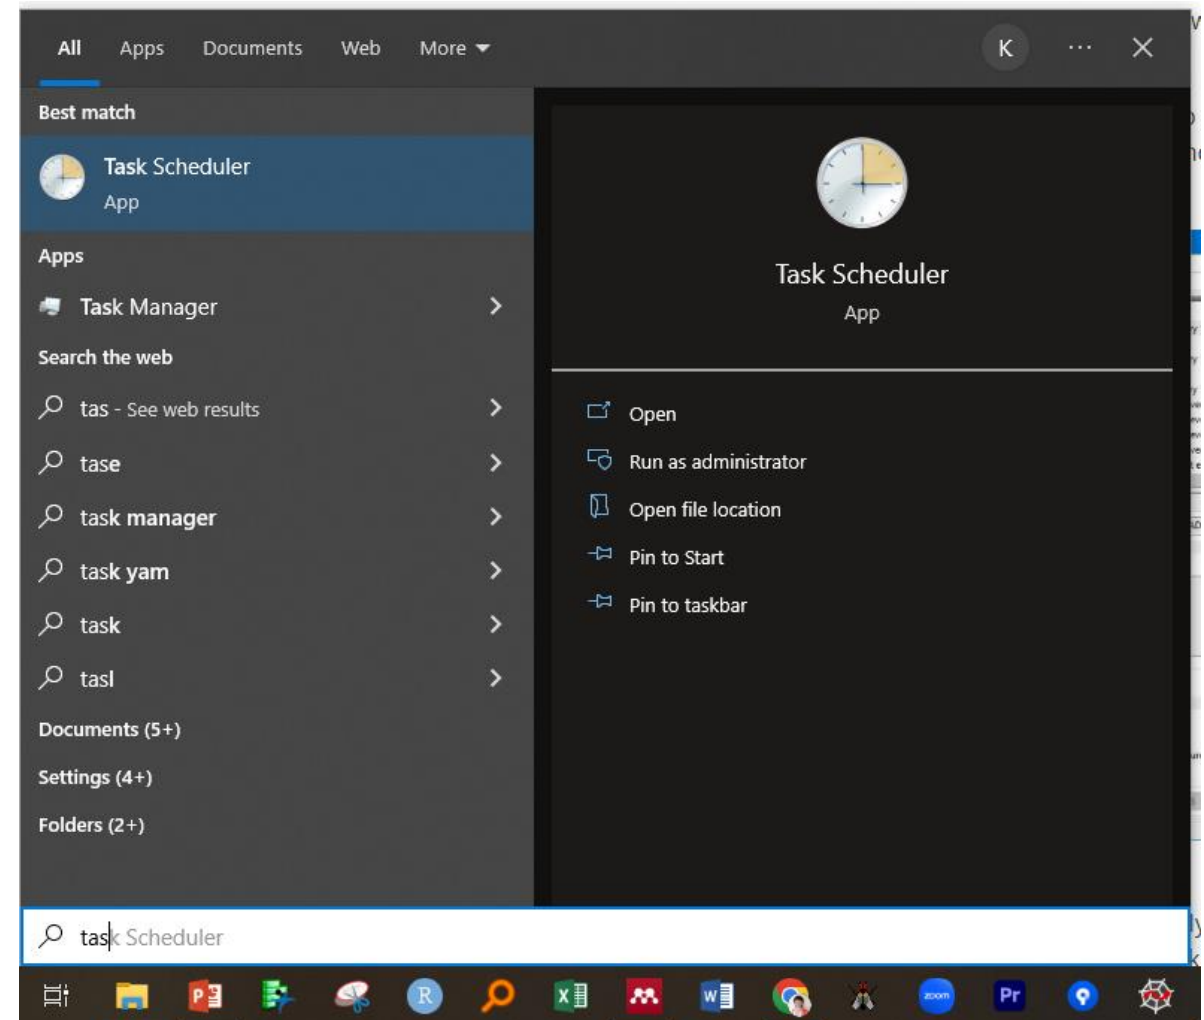 All Apps Documents Web More K ... 
Best match
Task Scheduler
App
Apps
Task Manager
Search the web
tas - See web results
tase
task manager
task yam
task
tasl
Documents (5+)
Settings (4+)
Folders (2+)
Task Scheduler
App
Open
Run as administrator
Open file location
Pin to Start
Pin to taskbar
task Scheduler
P R X W zoom Pr